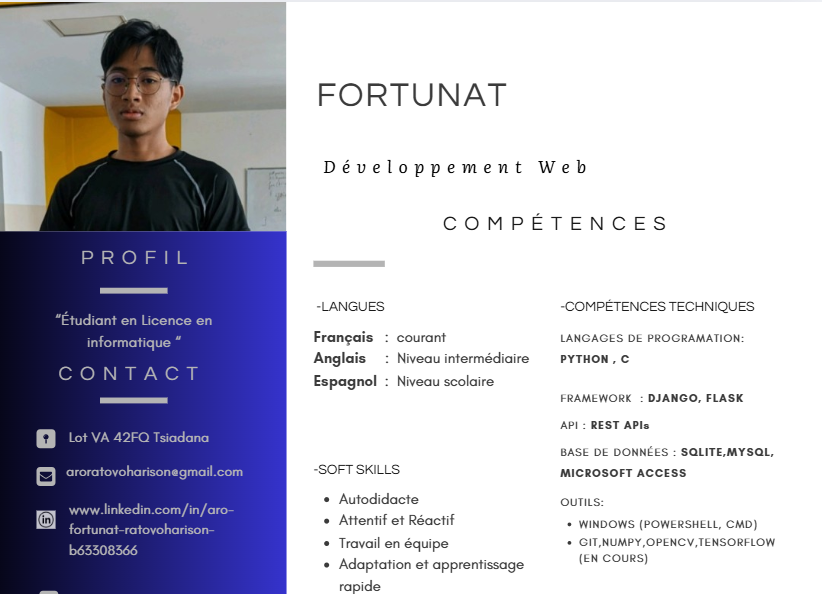 FORTUNAT
Développement Web
PROFIL
“Étudiant en Licence en
informatique “
CONTACT
Lot VA 42FQ Tsiadana
aroratovoharison@gmail.com
www.linkedin.com/in/aro-
fortunat-ratovoharison-
b63308366
COMPÉTENCES
-LANGUES
Français : courant
Anglais : Niveau intermédiaire
Espagnol : Niveau scolaire
-SOFT SKILLS
• Autodidacte
• Attentif et Réactif
• Travail en équipe
• Adaptation et apprentissage
rapide
-COMPÉTENCES TECHNIQUES
LANGAGES DE PROGRAMATION:
PYTHON , C
FRAMEWORK : DJANGO, FLASK
API : REST APIs
BASE DE DONNÉES : SQLITE,MYSQL,
MICROSOFT ACCESS
OUTILS:
• WINDOWS (POWERSHELL, CMD)
• GIT,NUMPY,OPENCV,TENSORFLOW
(EN COURS)